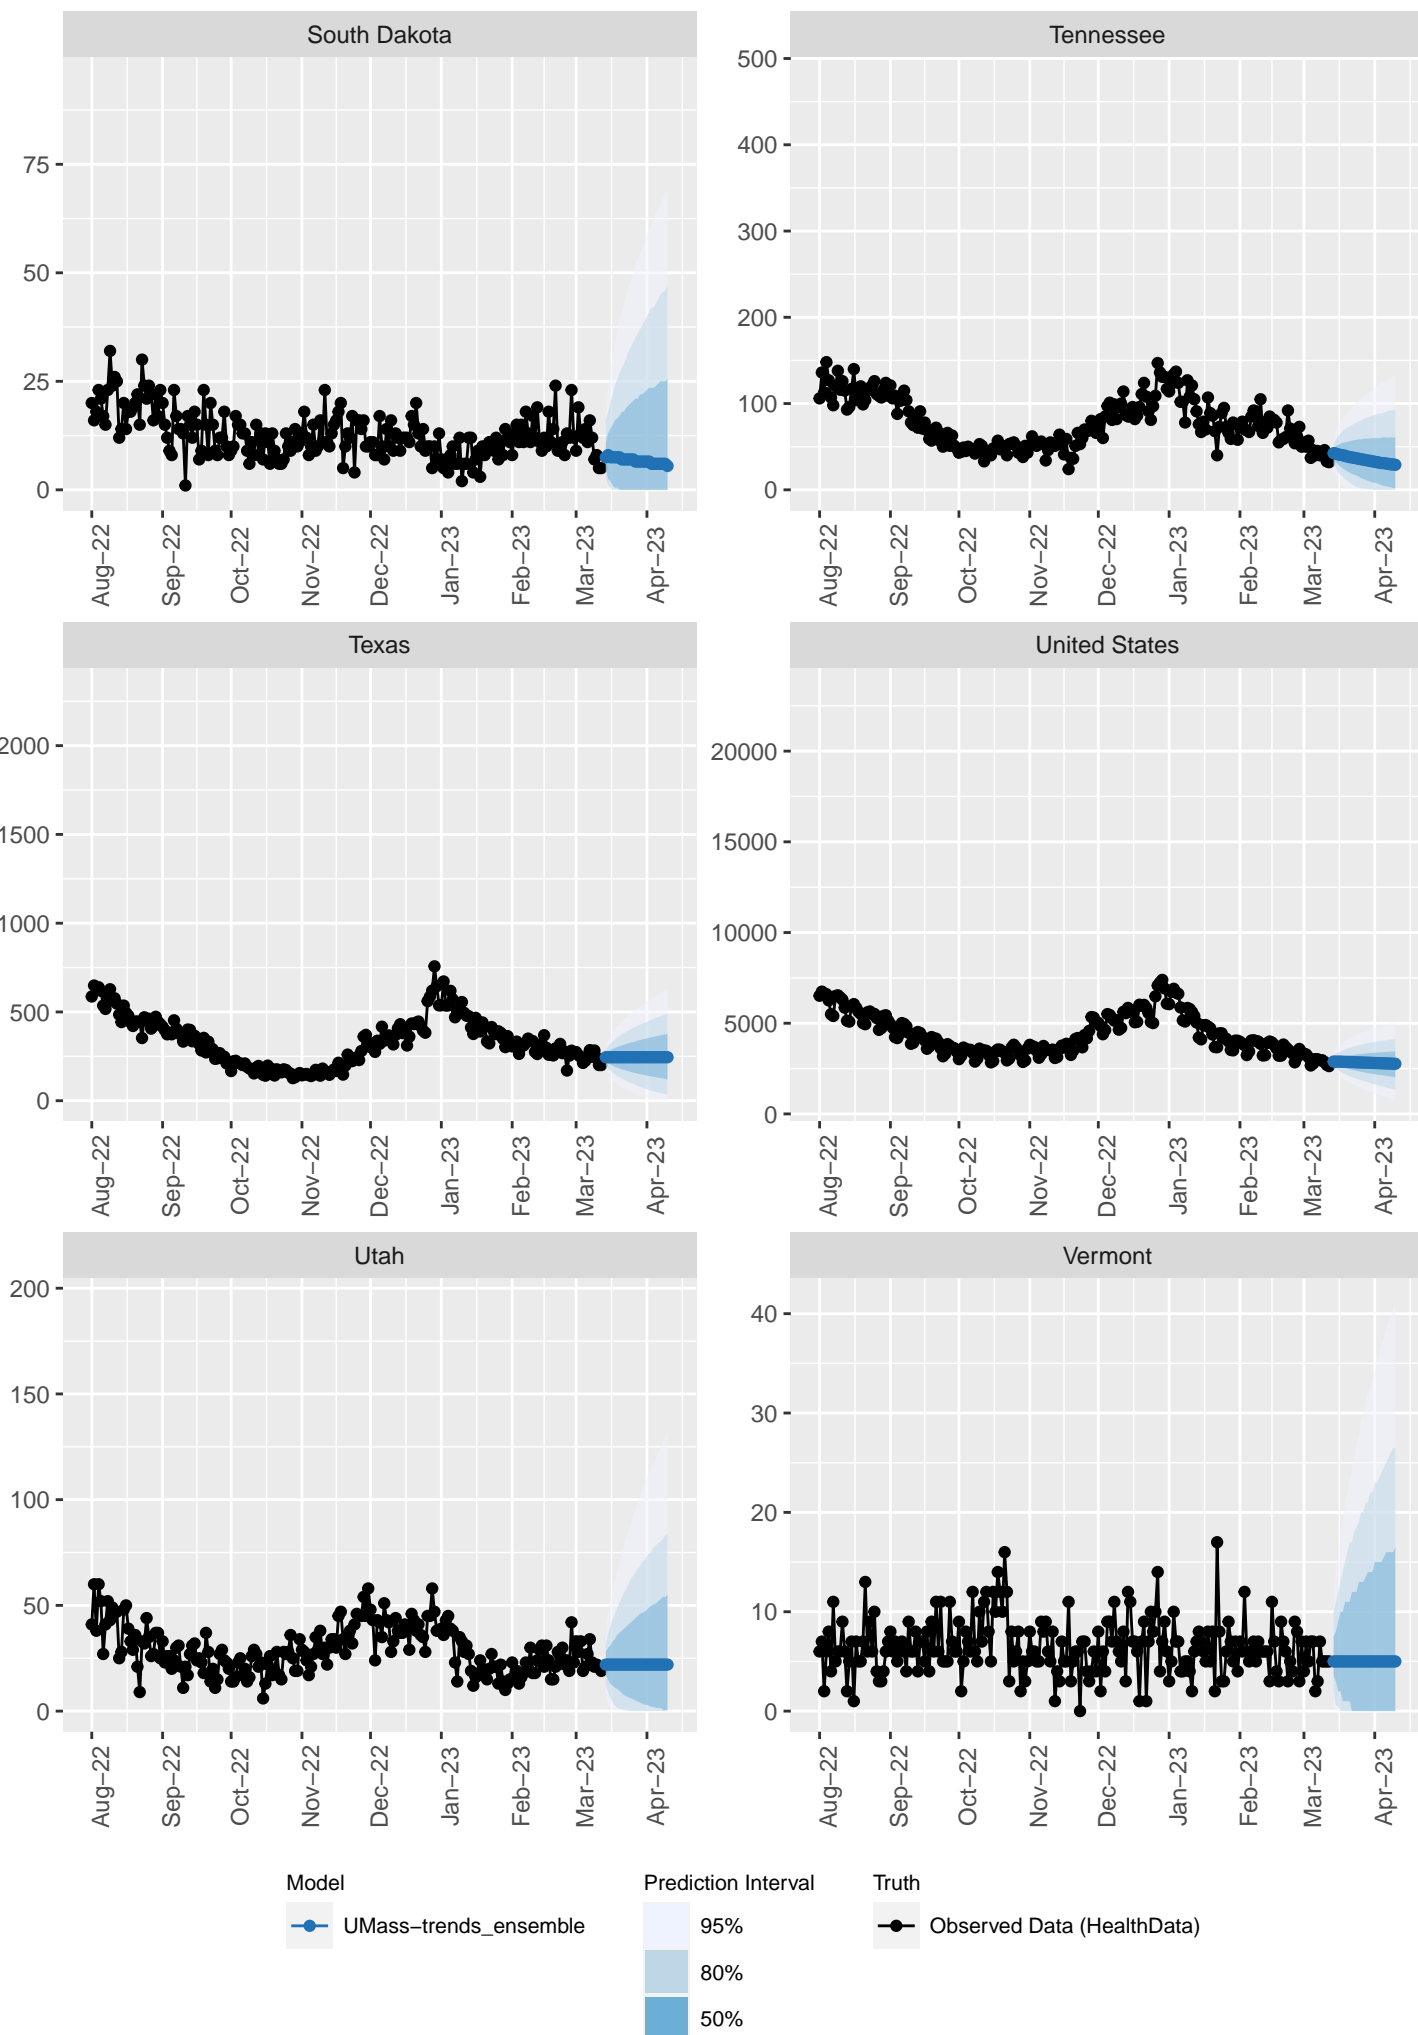 South Dakota
Tennessee
75
50
25
0
500
400
300
200
100
0
Aug−22
Sep−22
Oct−22
Nov−22
Dec−22
Jan−23
Feb−23
Mar−23
Apr−23
Aug−22
Sep−22
Oct−22
Nov−22
Dec−22
Jan−23
Feb−23
Mar−23
Apr−23
Texas
United States
2000
1500
1000
500
0
20000
15000
10000
5000
0
Aug−22
Sep−22
Oct−22
Nov−22
Dec−22
Jan−23
Feb−23
Mar−23
Apr−23
Aug−22
Sep−22
Oct−22
Nov−22
Dec−22
Jan−23
Feb−23
Mar−23
Apr−23
Utah
Vermont
200
150
100
50
0
40
30
20
10
0
Aug−22
Sep−22
Oct−22
Nov−22
Dec−22
Jan−23
Feb−23
Mar−23
Apr−23
Aug−22
Sep−22
Oct−22
Nov−22
Dec−22
Jan−23
Feb−23
Mar−23
Apr−23
Model
UMass−trends_ensemble
Prediction Interval
95%
80%
50%
Truth
Observed Data (HealthData)